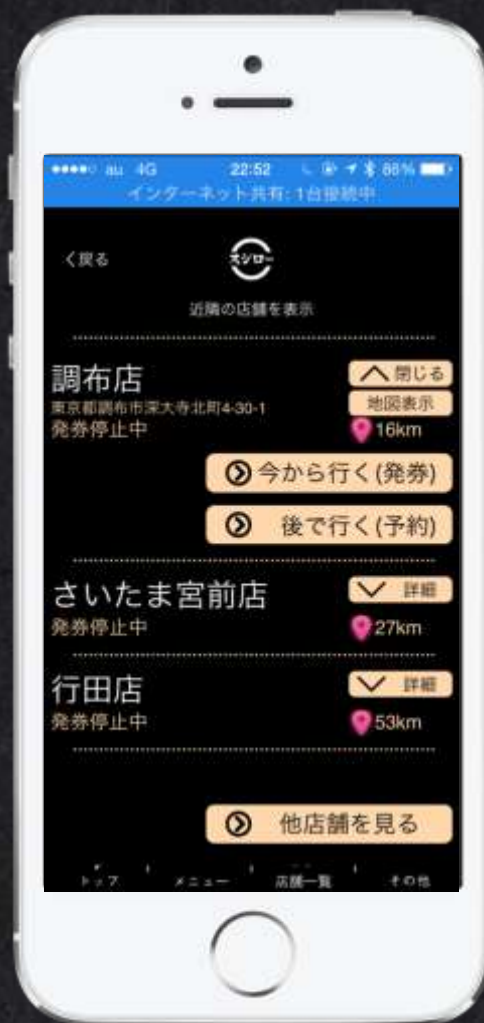 au 4G 22:52 86%
インターネット共有: 1台接続中
く戻る
スシロー
近隣の店舗を表示
調布店
閉じる
東京都調布市深大寺北町4-30-1
地図表示
発券停止中
16km
今から行く(発券)
後で行く(予約)
さいたま宮前店
詳細
発券停止中
27km
行田店
詳細
発券停止中
53km
他店舗を見る
トップ メニュー 店舗一覧 その他